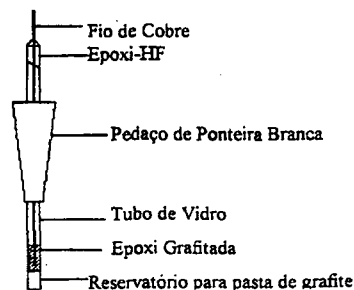 Fio de Cobre
Epoxi-HF
Pedaço de Ponteira Branca
Tubo de Vidro
Epoxi Grafitada
Reservatório para pasta de grafite